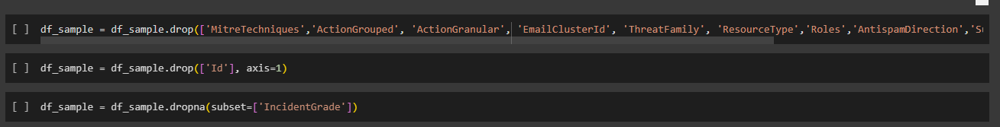 [ ] df_sample = df_sample.drop(['MitreTechniques','ActionGrouped', 'ActionGranular', 'EmailClusterId', 'ThreatFamily', 'ResourceType','Roles','AntispamDirection','
[ ] df_sample = df_sample.drop(['Id'], axis=1)
[ ] df_sample = df_sample.dropna(subset=['IncidentGrade'])